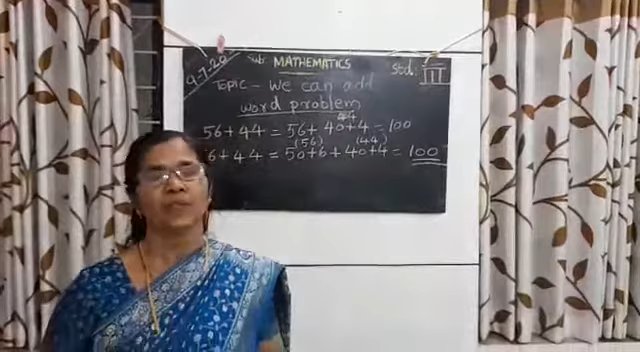 9-7-20
Sub: MATHEMATICS
Std: III
Topic - We can add
word problem
44
56 + 44 = 56 + 40+4 = 100
(56) (44)
6 + 44 = 50+6 + 40+4 = 100